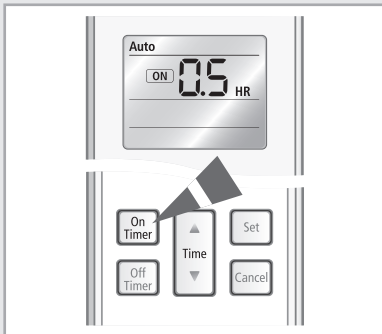 Auto
ON 0.5 HR
On
Timer
Set
Time
Off
Timer
Cancel